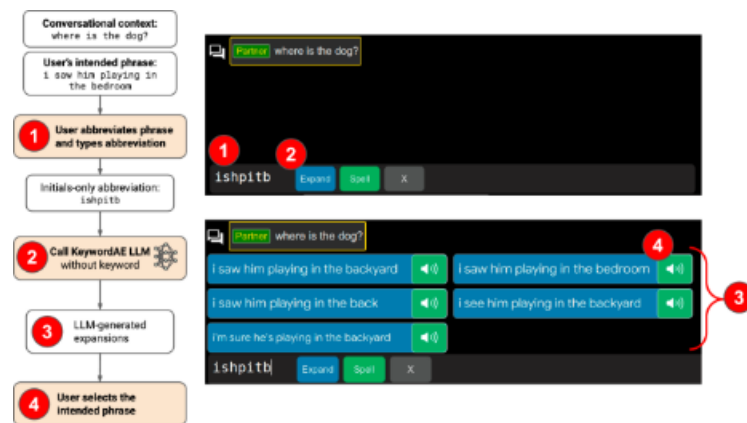 Conversational context:
where is the dog?
User's intended phrase:
i saw him playing in
the bedroom
1
User abbreviates phrase
and types abbreviation
Initials-only abbreviation:
ishpitb
2
Call KeywordAE LLM
without keyword
3
LLM-generated
expansions
4
User selects the
intended phrase
Partner where is the dog?
1
2
ishpitb Expand Spell X
Partner where is the dog?
4
i saw him playing in the backyard
i saw him playing in the bedroom
3
i saw him playing in the back
i see him playing in the backyard
i'm sure he's playing in the backyard
ishpitb Expand Spell X